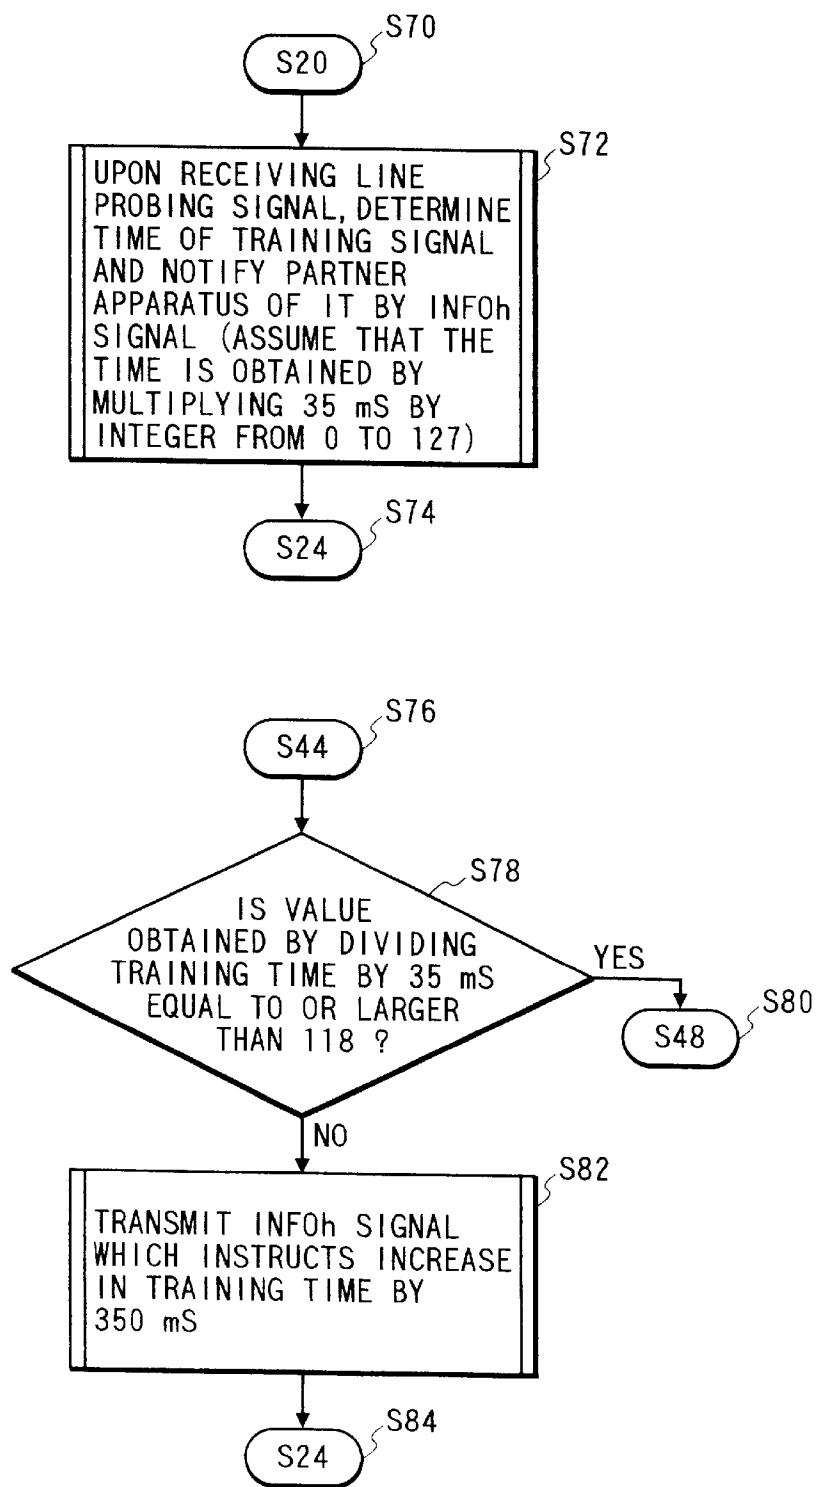 S70
S20
S72
UPON RECEIVING LINE
PROBING SIGNAL, DETERMINE
TIME OF TRAINING SIGNAL
AND NOTIFY PARTNER
APPARATUS OF IT BY INFOh
SIGNAL (ASSUME THAT THE
TIME IS OBTAINED BY
MULTIPLYING 35 mS BY
INTEGER FROM 0 TO 127)
S74
S24
S76
S44
S78
IS VALUE
OBTAINED BY DIVIDING
TRAINING TIME BY 35 mS
EQUAL TO OR LARGER
THAN 118 ?
YES
S80
S48
NO
S82
TRANSMIT INFOh SIGNAL
WHICH INSTRUCTS INCREASE
IN TRAINING TIME BY
350 mS
S84
S24